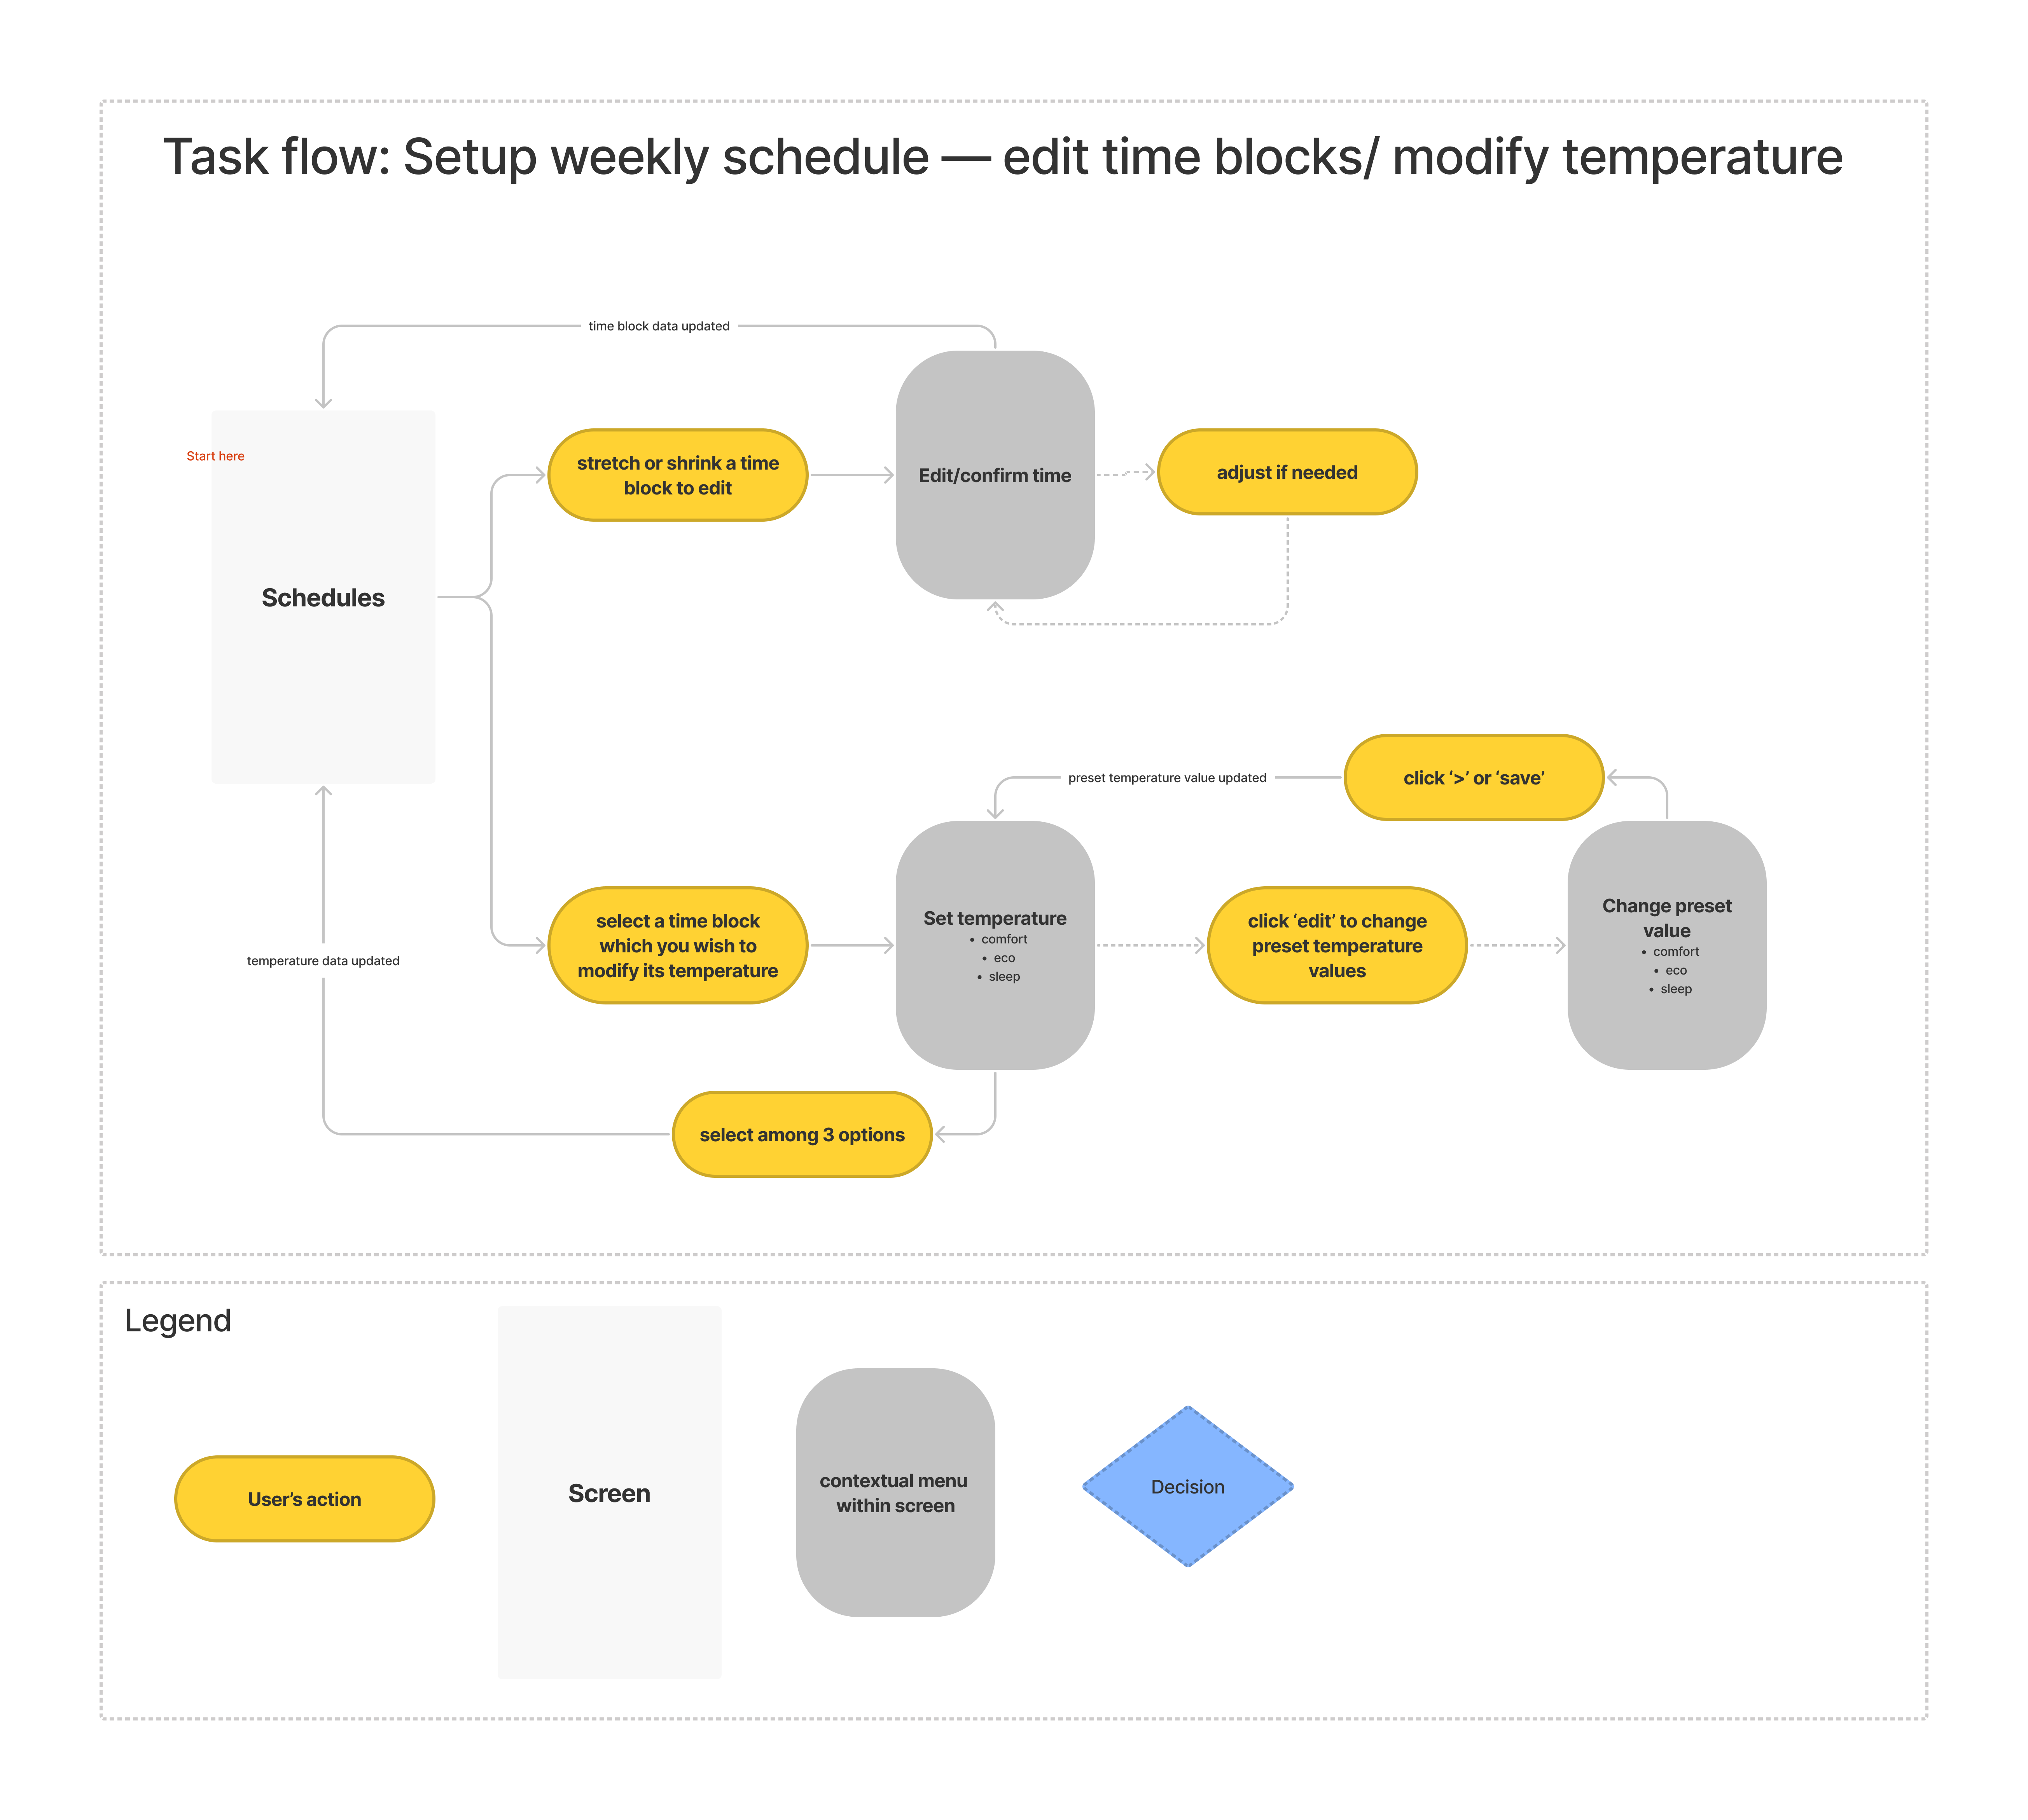 Task flow: Setup weekly schedule — edit time blocks/ modify temperature
time block data updated
Start here
Schedules
stretch or shrink a time
block to edit
Edit/confirm time
adjust if needed
preset temperature value updated
click ‘>’ or ‘save’
temperature data updated
select a time block
which you wish to
modify its temperature
Set temperature
• comfort
• eco
• sleep
click ‘edit’ to change
preset temperature
values
Change preset
value
• comfort
• eco
• sleep
select among 3 options
Legend
User’s action
Screen
contextual menu
within screen
Decision